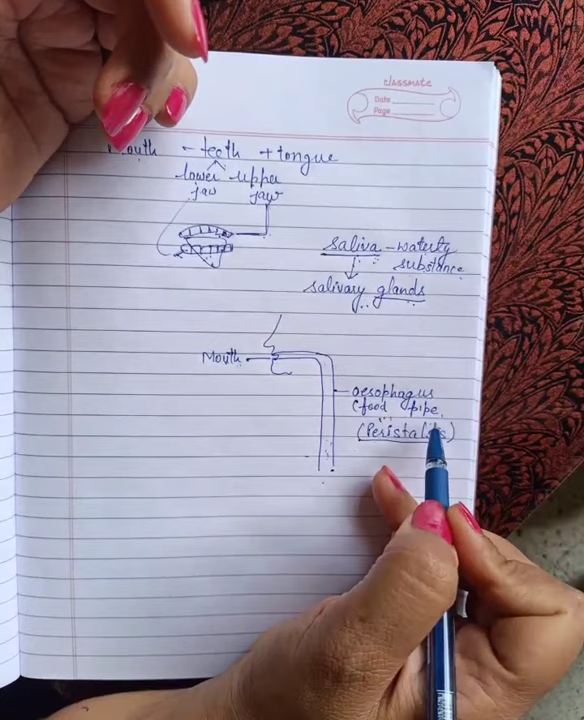 classmate
Date
Page
Mouth - teeth + tongue
lower upper
jaw jaw
saliva - waterly
substance
salivary glands
Mouth
oesophagus
(food pipe
(Peristalsis)